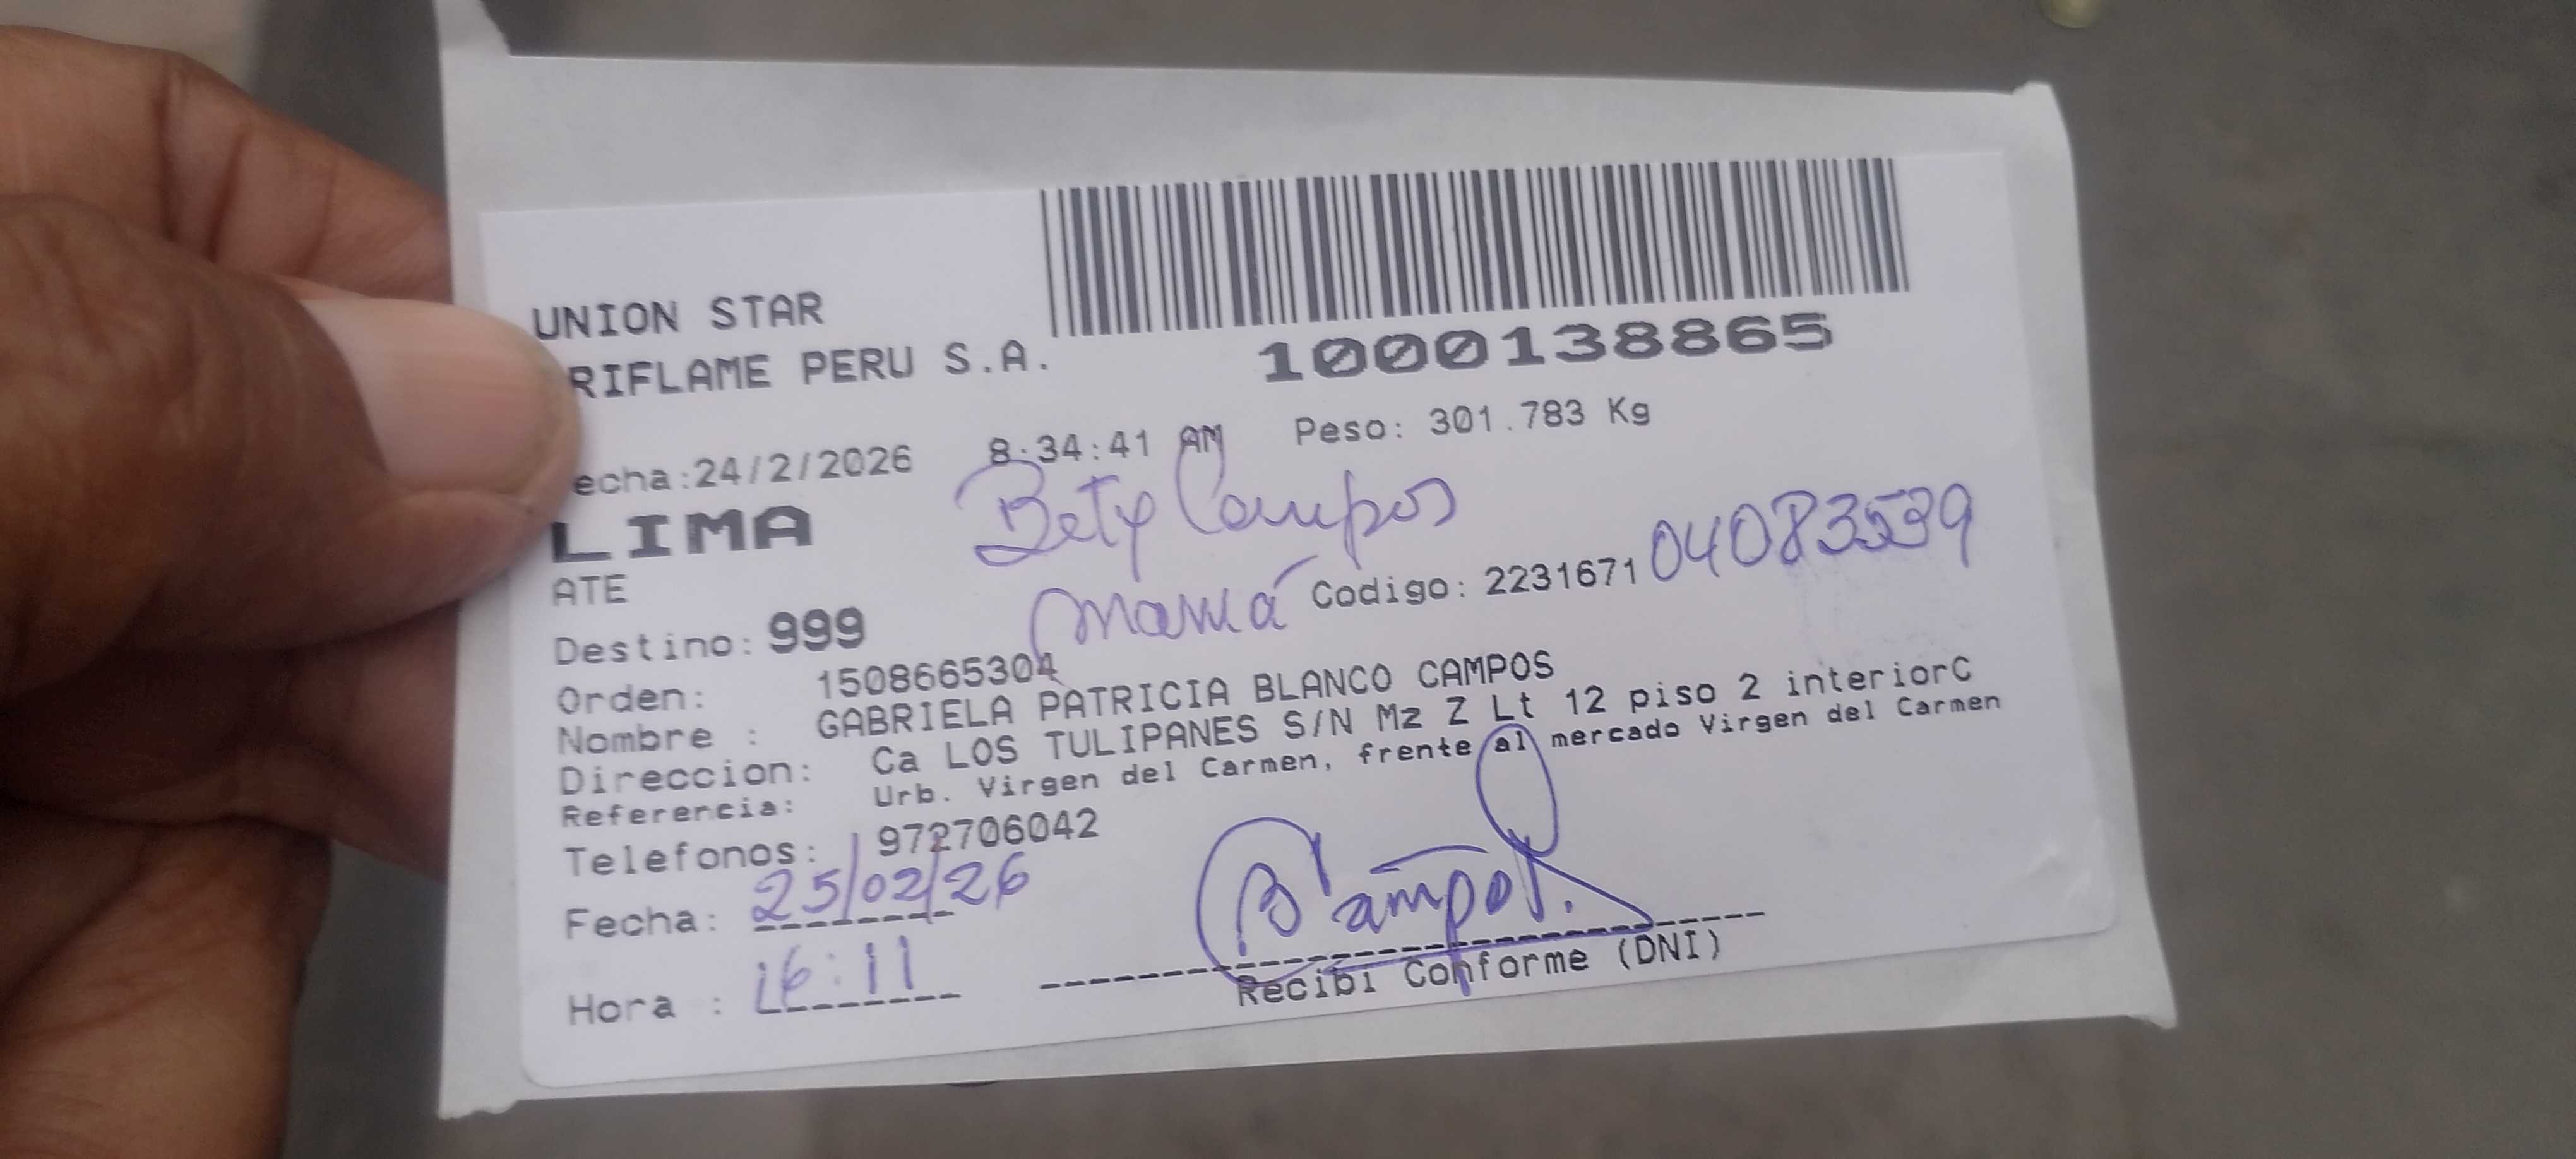 UNION STAR
RIFLAME PERU S.A.
1000138865
echa:24/2/2026 8:34:41 AM Peso: 301.783 Kg
LIMA
Bety Campos
ATE
mamá Codigo: 2231671 04083539
Destino: 999
Orden: 1508665304
Nombre : GABRIELA PATRICIA BLANCO CAMPOS
Direccion: Ca LOS TULIPANES S/N Mz Z Lt 12 piso 2 interiorC
Referencia: Urb. Virgen del Carmen, frente al mercado Virgen del Carmen
Telefonos: 972706042
Fecha: 25/02/26
Hora : 16:11
BCampos.
Recibi Conforme (DNI)